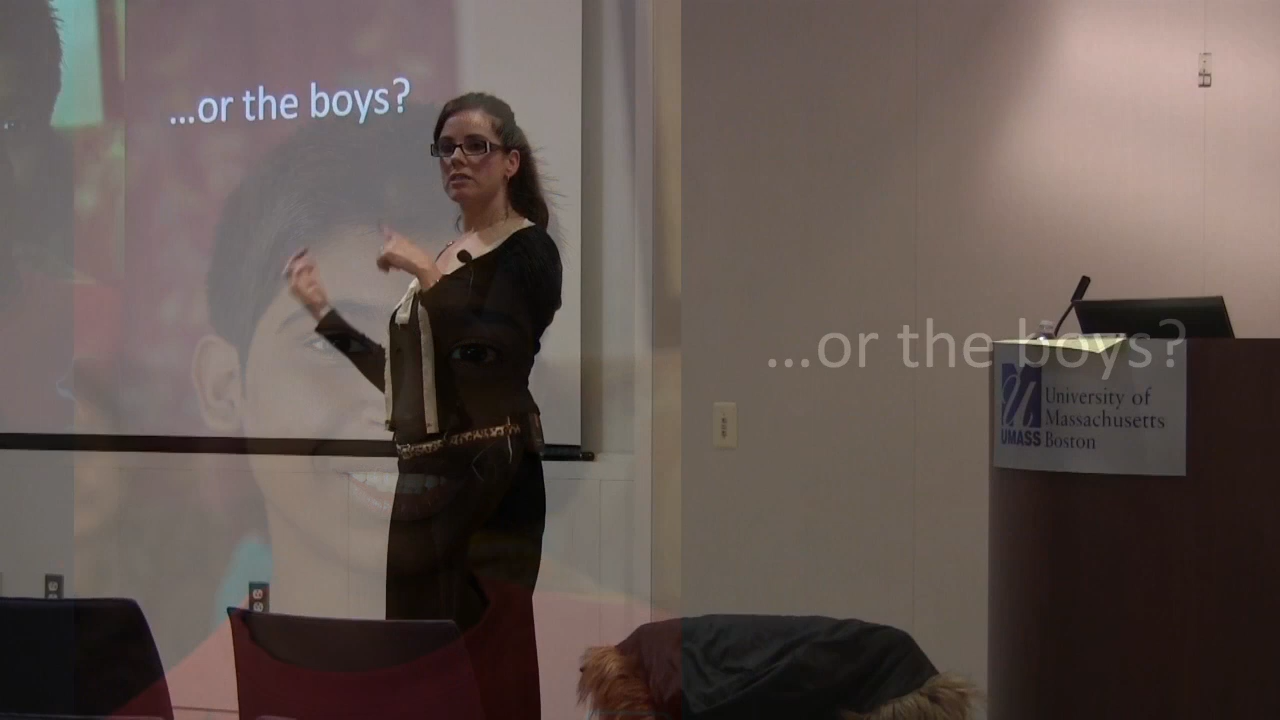 ...or the boys?
...or the boys?
University of
Massachusetts
UMASS Boston